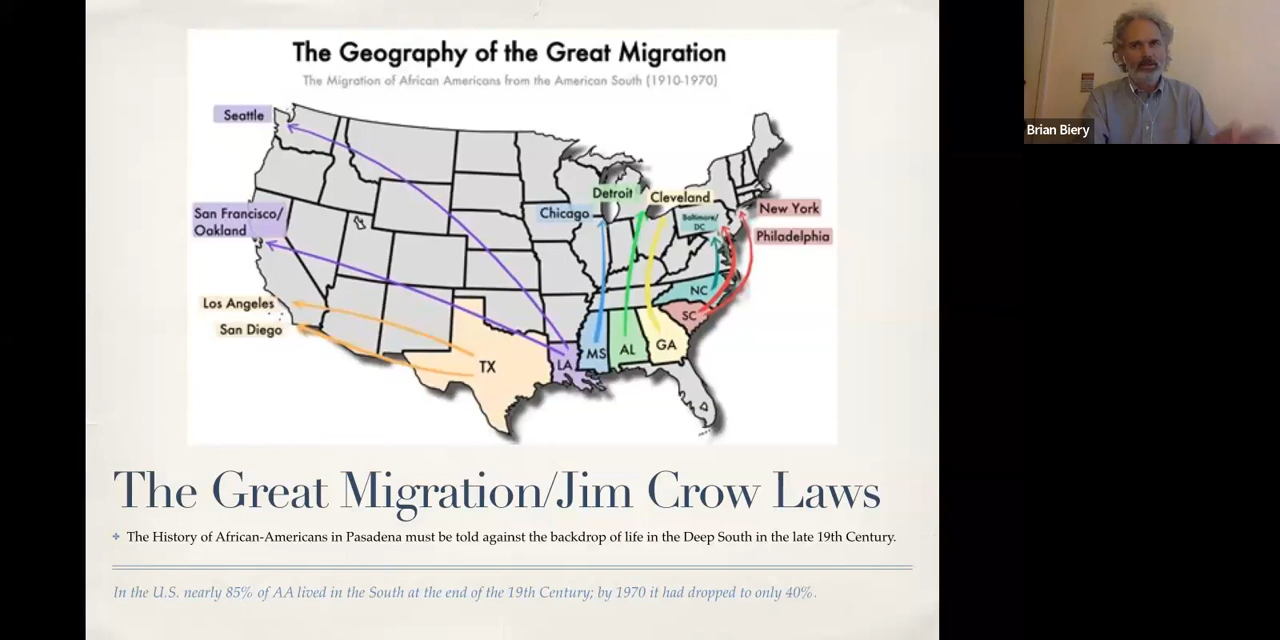 The Geography of the Great Migration
The Migration of African Americans from the American South (1910-1970)
Seattle
San Francisco/
Oakland
Los Angeles
San Diego
Chicago
Detroit
Cleveland
Baltimore/
DC
New York
Philadelphia
NC
SC
TX
LA
MS
AL
GA
Brian Biery
The Great Migration/Jim Crow Laws
The History of African-Americans in Pasadena must be told against the backdrop of life in the Deep South in the late 19th Century.
In the U.S. nearly 85% of AA lived in the South at the end of the 19th Century; by 1970 it had dropped to only 40%.